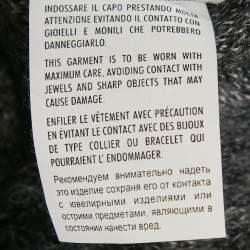 INDOSSARE IL CAPO PRESTANDO MOLTA
ATTENZIONE EVITANDO IL CONTATTO CON
GIOIELLI E MONILI CHE POTREBBERO
DANNEGGIARLO.
THIS GARMENT IS TO BE WORN WITH
MAXIMUM CARE, AVOIDING CONTACT WITH
JEWELS AND SHARP OBJECTS THAT MAY
CAUSE DAMAGE.
ENFILER LE VÊTEMENT AVEC PRÉCAUTION
EN ÉVITANT LE CONTACT AVEC DES BIJOUX
DE TYPE COLLIER OU BRACELET QUI
POURRAIENT L'ENDOMMAGER.
Рекомендуем внимательно надеть
это изделие сохраня его от контакта
с ювелирными изделиями или
острими предметами, являющими в
состоянии нанести вред.